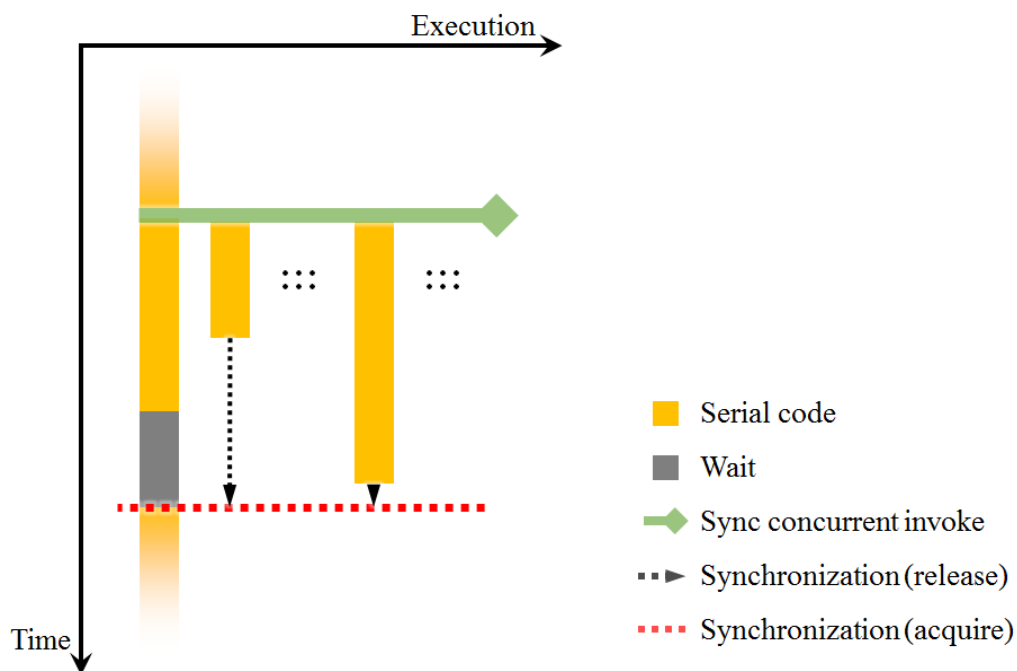 Execution
Serial code
Wait
Sync concurrent invoke
Synchronization (release)
Synchronization (acquire)
Time